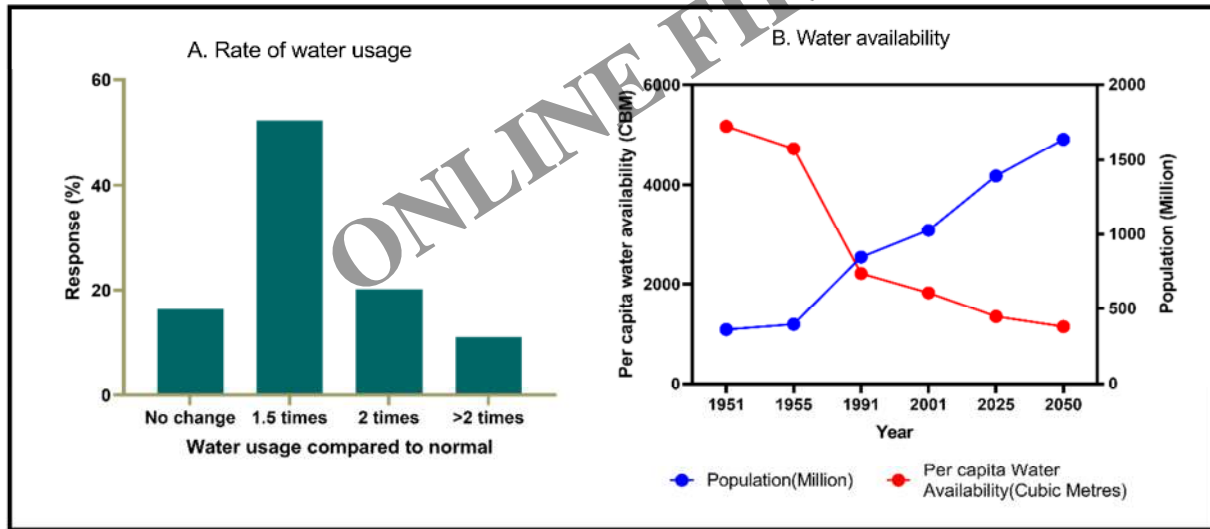 A. Rate of water usage
60
40
20
0
Response (%)
No change 1.5 times 2 times >2 times
Water usage compared to normal
ONLINE
B. Water availability
6000
4000
2000
0
Per capita water availability (CBM)
2000
1500
1000
500
0
Population (Million)
1951 1955 1991 2001 2025 2050
Year
Population(Million)
Per capita Water
Availability(Cubic Metres)